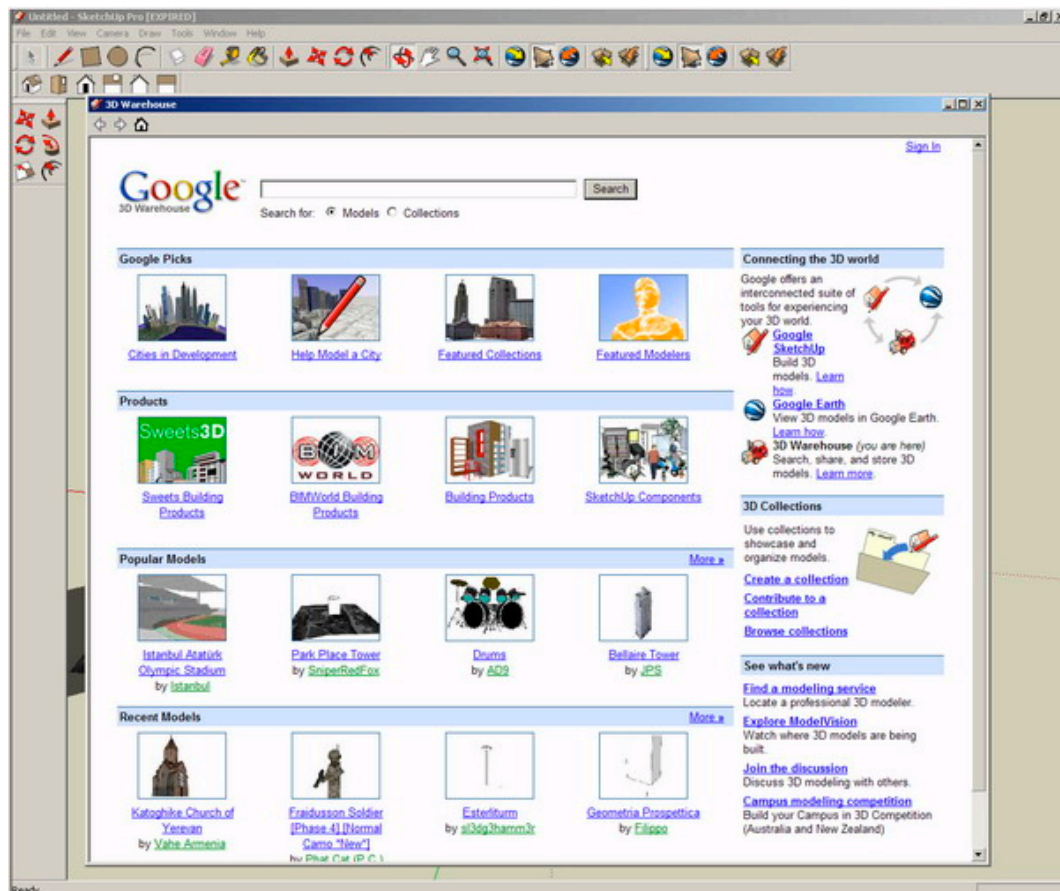 Untitled - SketchUp Pro [EXPIRED]
File Edit View Camera Draw Tools Window Help
3D Warehouse
Sign In
Google™
3D Warehouse
Search
Search for: Models Collections
Google Picks
Cities in Development
Help Model a City
Featured Collections
Featured Modelers
Products
Sweets3D
BIM
WORLD
Sweets Building
Products
BIMWorld Building
Products
Building Products
SketchUp Components
Popular Models
More »
Istanbul Atatürk
Olympic Stadium
by Istanbul
Park Place Tower
by SniperRedFox
Drums
by AD9
Bellaire Tower
by JPS
Recent Models
More »
Katoghike Church of
Yerevan
by Vahe Armenia
Fraidusson Soldier
[Phase 4] [Normal
Camo "New"]
by Phat Cat (P.C.)
Esterliturm
by sl3dg3hamm3r
Geometria Prospettica
by Filippo
Connecting the 3D world
Google offers an
interconnected suite of
tools for experiencing
your 3D world.
Google
SketchUp
Build 3D
models. Learn
how.
Google Earth
View 3D models in Google Earth.
Learn how.
3D Warehouse (you are here)
Search, share, and store 3D
models. Learn more.
3D Collections
Use collections to
showcase and
organize models.
Create a collection
Contribute to a
collection
Browse collections
See what's new
Find a modeling service
Locate a professional 3D modeler.
Explore ModelVision
Watch where 3D models are being
built.
Join the discussion
Discuss 3D modeling with others.
Campus modeling competition
Build your Campus in 3D Competition
(Australia and New Zealand)
Ready